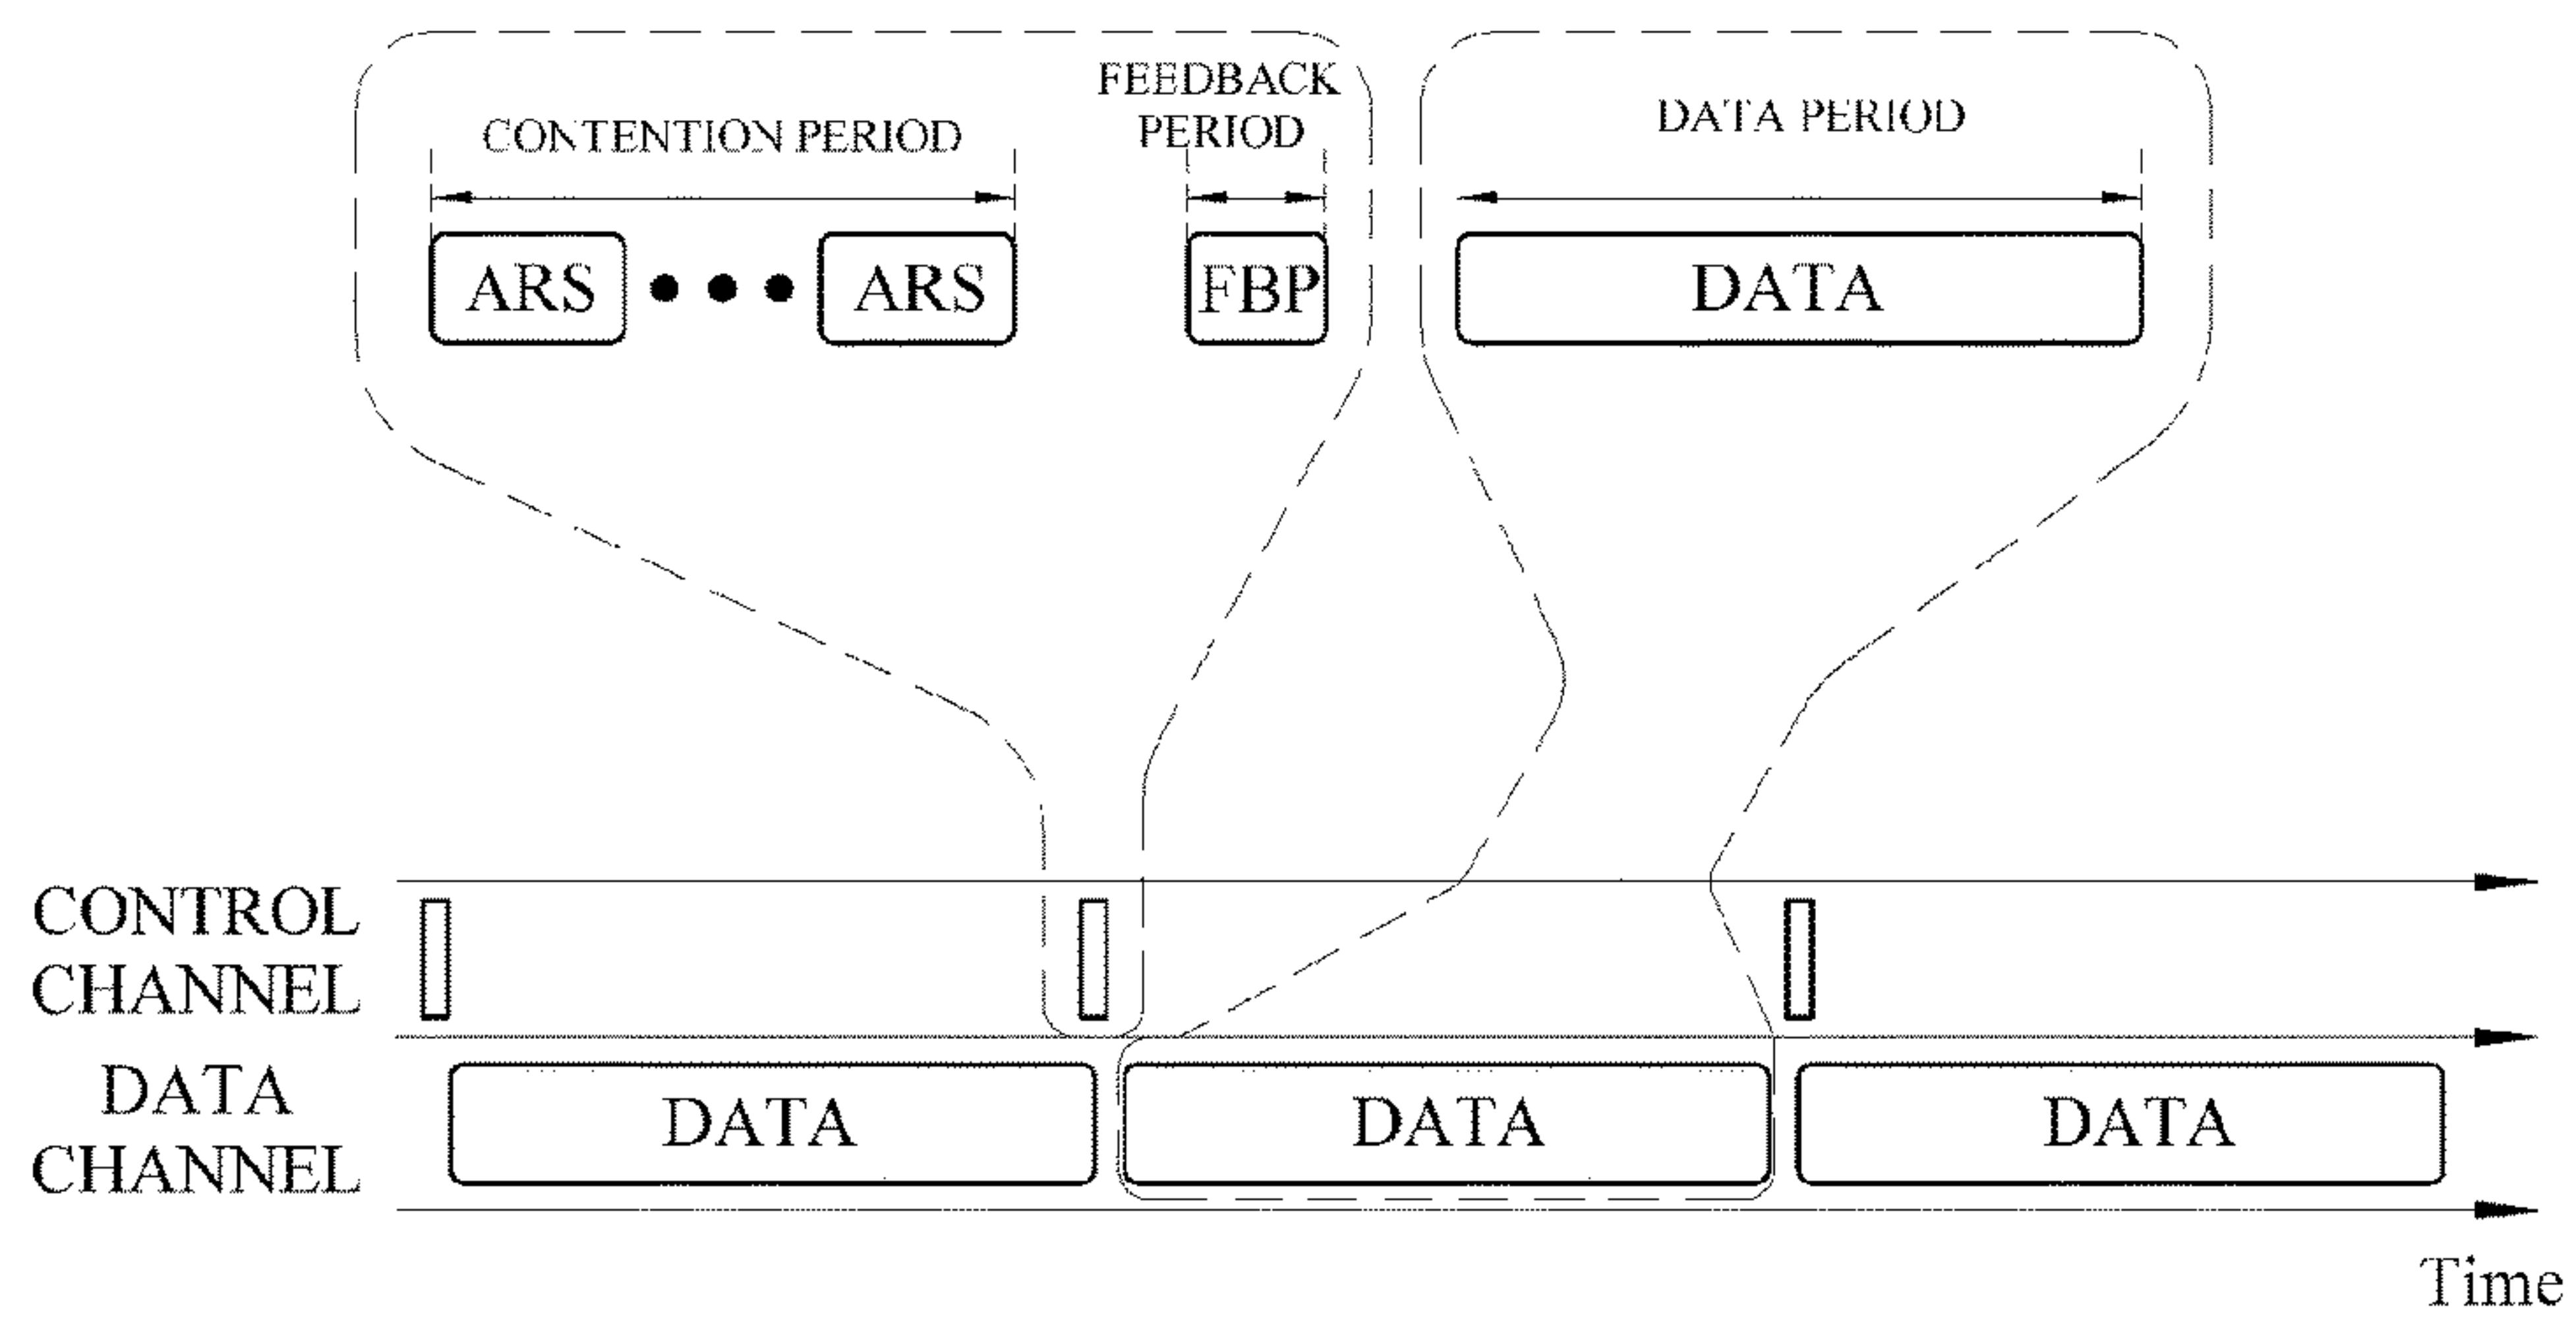 FEEDBACK
PERIOD
CONTENTION PERIOD
DATA PERIOD
ARS ARS FBP DATA
CONTROL
CHANNEL
DATA
CHANNEL
DATA DATA DATA
Time